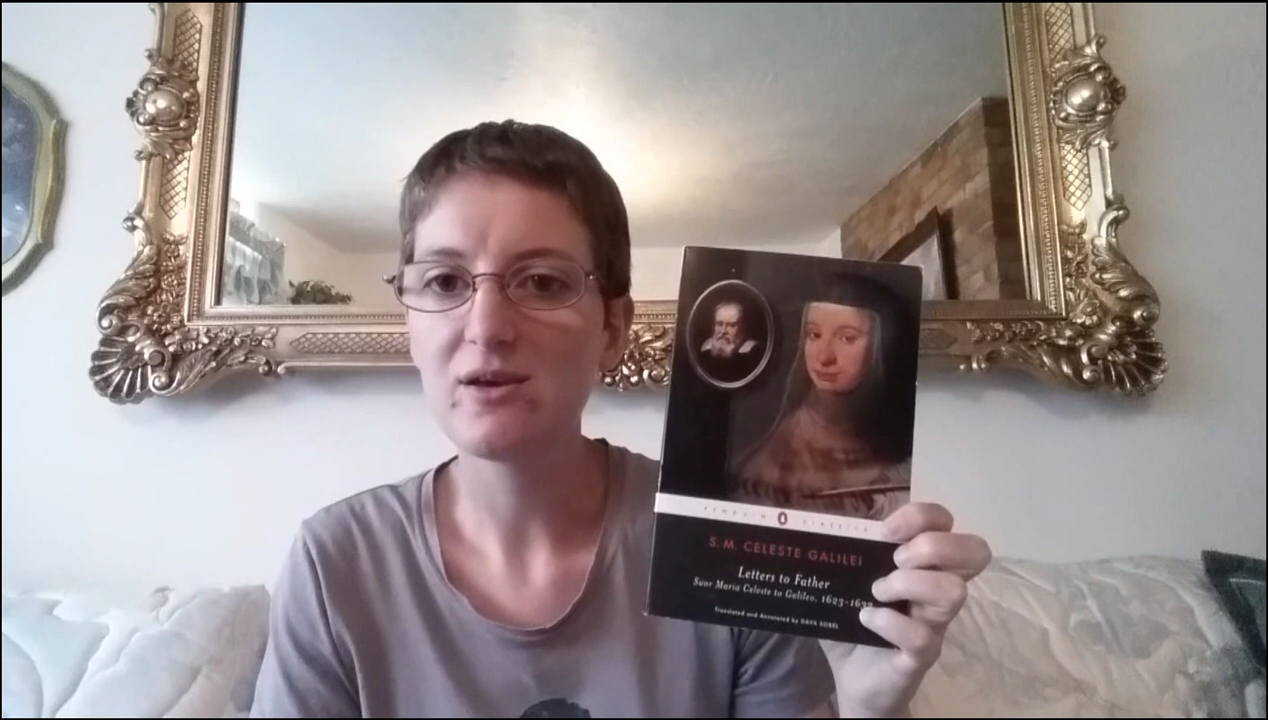 PENGUIN CLASSICS
S. M. CELESTE GALILEI
Letters to Father
Suor Maria Celeste to Galileo, 1623-1633
Translated and Annotated by DAVA SOBEL